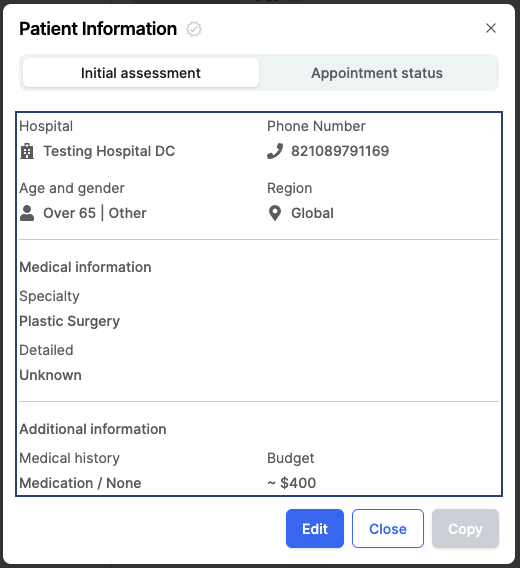 Patient Information
Initial assessment
Appointment status
Hospital
Phone Number
Testing Hospital DC
821089791169
Age and gender
Region
Over 65 | Other
Global
Medical information
Specialty
Plastic Surgery
Detailed
Unknown
Additional information
Medical history
Budget
Medication / None
~ $400
Edit
Close
Copy